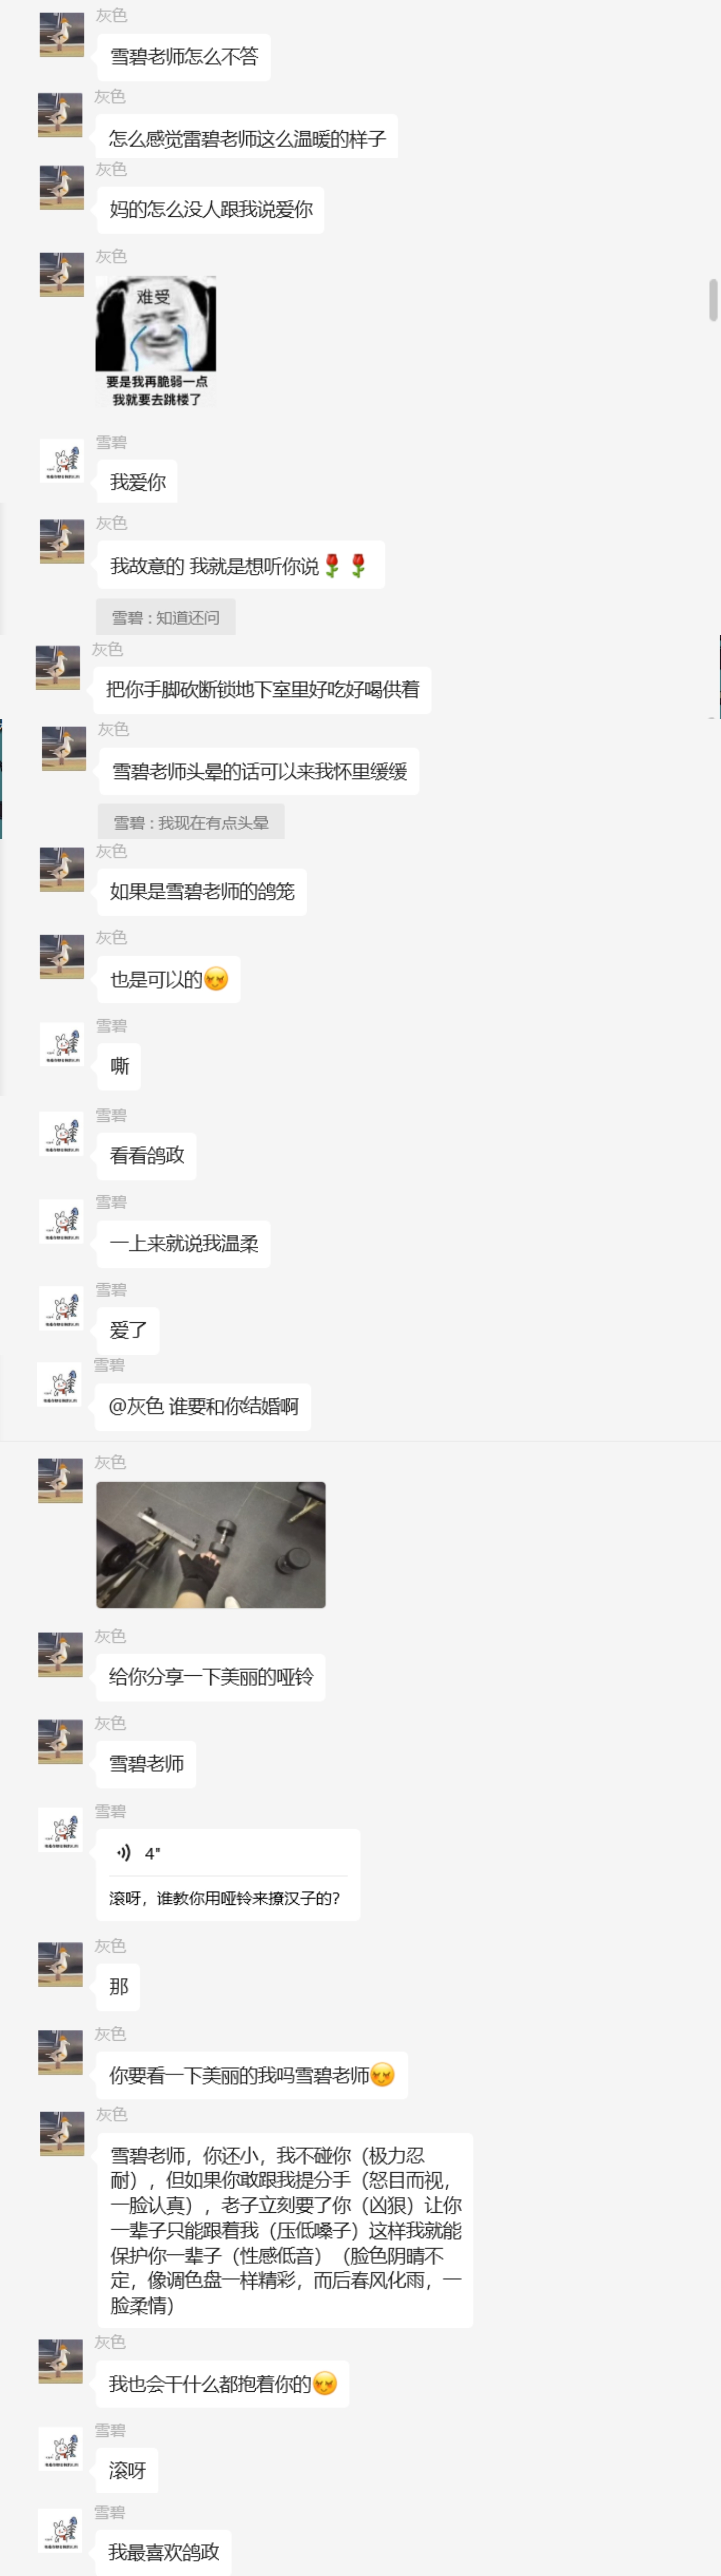 灰色
雪碧老师怎么不答
灰色
怎么感觉雷碧老师这么温暖的样子
灰色
妈的怎么没人跟我说爱你
灰色
难受
要是我再脆弱一点
我就要去跳楼了
雪碧
我爱你
灰色
我故意的 我就是想听你说🌹🌹
雪碧：知道还问
灰色
把你手脚砍断锁地下室里好吃好喝供着
灰色
雪碧老师头晕的话可以来我怀里缓缓
雪碧：我现在有点头晕
灰色
如果是雪碧老师的鸽笼
灰色
也是可以的😌
雪碧
嘶
雪碧
看看鸽政
雪碧
一上来就说我温柔
雪碧
爱了
雪碧
@灰色 谁要和你结婚啊
灰色
灰色
给你分享一下美丽的哑铃
灰色
雪碧老师
雪碧
4"
滚呀，谁教你用哑铃来撩汉子的？
灰色
那
灰色
你要看一下美丽的我吗雪碧老师😌
灰色
雪碧老师，你还小，我不碰你（极力忍
耐），但如果你敢跟我提分手（怒目而视，
一脸认真），老子立刻要了你（凶狠）让你
一辈子只能跟着我（压低嗓子）这样我就能
保护你一辈子（性感低音）（脸色阴晴不
定，像调色盘一样精彩，而后春风化雨，一
脸柔情）
灰色
我也会干什么都抱着你的😌
雪碧
滚呀
雪碧
我最喜欢鸽政